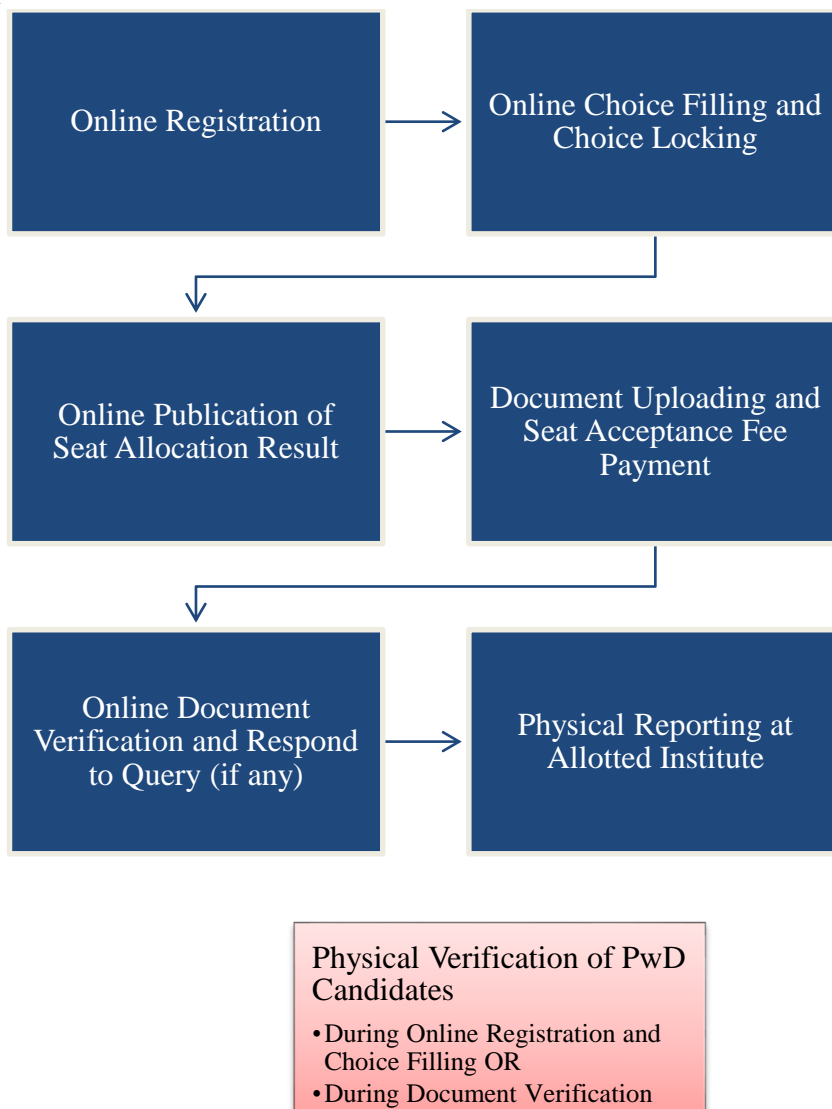 Online Registration
Online Choice Filling and
Choice Locking
Online Publication of
Seat Allocation Result
Document Uploading and
Seat Acceptance Fee
Payment
Online Document
Verification and Respond
to Query (if any)
Physical Reporting at
Allotted Institute
Physical Verification of PwD
Candidates
•During Online Registration and
Choice Filling OR
•During Document Verification